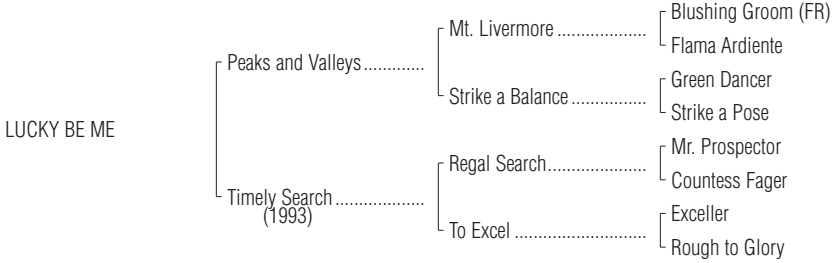 Blushing Groom (FR)
Mt. Livermore ....................
Flama Ardiente
Peaks and Valleys.............
Green Dancer
Strike a Balance.................
Strike a Pose
LUCKY BE ME
Mr. Prospector
Regal Search......................
Countess Fager
Timely Search ...................
(1993)
Exceller
To Excel .............................
Rough to Glory